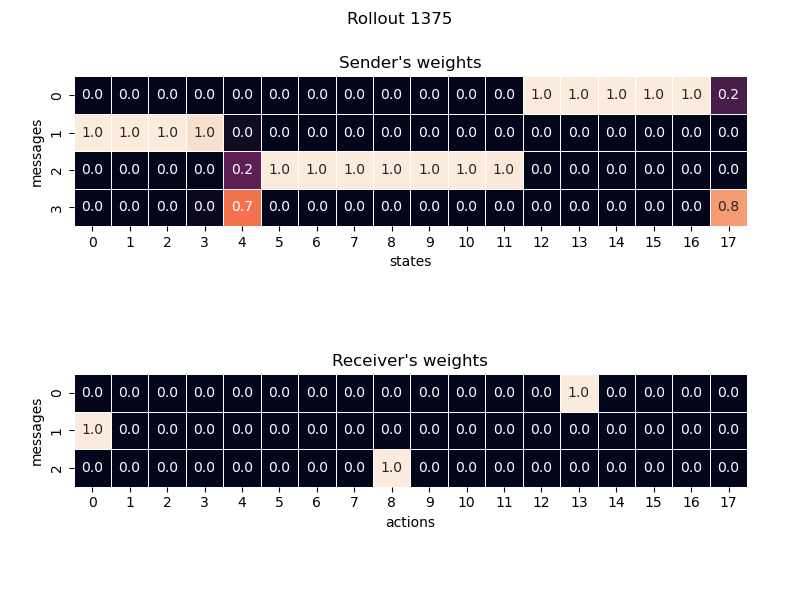 Rollout 1375
Sender's weights
0 0.0 0.0 0.0 0.0 0.0 0.0 0.0 0.0 0.0 0.0 0.0 0.0 1.0 1.0 1.0 1.0 1.0 0.2
1 1.0 1.0 1.0 1.0 0.0 0.0 0.0 0.0 0.0 0.0 0.0 0.0 0.0 0.0 0.0 0.0 0.0 0.0
2 0.0 0.0 0.0 0.0 0.2 1.0 1.0 1.0 1.0 1.0 1.0 1.0 0.0 0.0 0.0 0.0 0.0 0.0
3 0.0 0.0 0.0 0.0 0.7 0.0 0.0 0.0 0.0 0.0 0.0 0.0 0.0 0.0 0.0 0.0 0.0 0.8
messages
0 1 2 3 4 5 6 7 8 9 10 11 12 13 14 15 16 17
states
Receiver's weights
0 0.0 0.0 0.0 0.0 0.0 0.0 0.0 0.0 0.0 0.0 0.0 0.0 0.0 1.0 0.0 0.0 0.0 0.0
1 1.0 0.0 0.0 0.0 0.0 0.0 0.0 0.0 0.0 0.0 0.0 0.0 0.0 0.0 0.0 0.0 0.0 0.0
2 0.0 0.0 0.0 0.0 0.0 0.0 0.0 0.0 1.0 0.0 0.0 0.0 0.0 0.0 0.0 0.0 0.0 0.0
messages
0 1 2 3 4 5 6 7 8 9 10 11 12 13 14 15 16 17
actions